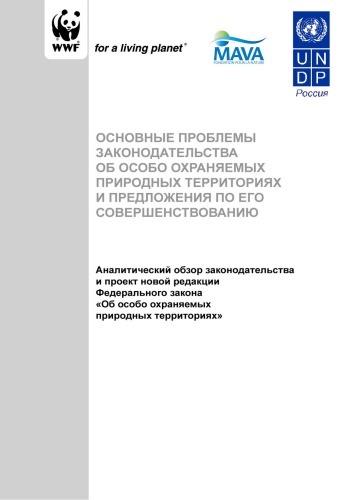 WWF®
for a living planet®
MAVA
FONDATION POUR LA NATURE
U N
D P
Россия
ОСНОВНЫЕ ПРОБЛЕМЫ
ЗАКОНОДАТЕЛЬСТВА
ОБ ОСОБО ОХРАНЯЕМЫХ
ПРИРОДНЫХ ТЕРРИТОРИЯХ
И ПРЕДЛОЖЕНИЯ ПО ЕГО
СОВЕРШЕНСТВОВАНИЮ
Аналитический обзор законодательства
и проект новой редакции
Федерального закона
«Об особо охраняемых
природных территориях»